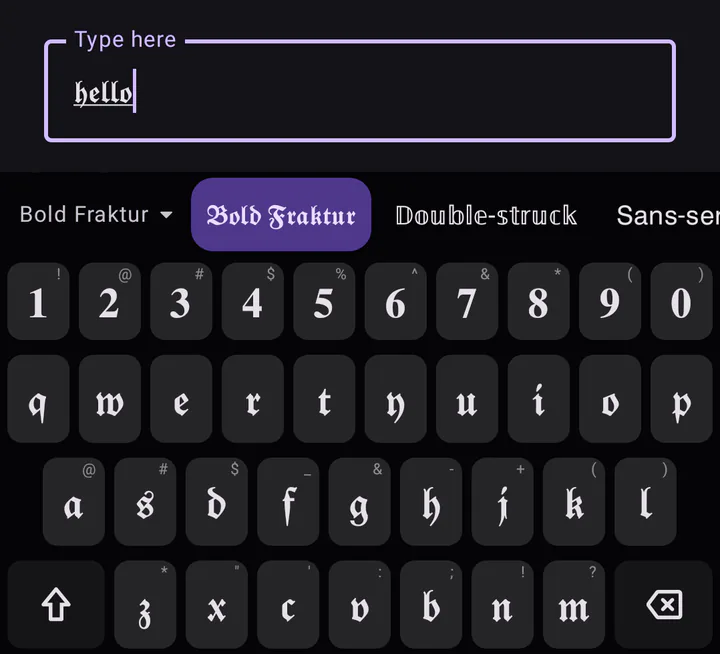 Type here
𝖍𝖊𝖑𝖑𝖔
Bold Fraktur 𝕭𝖔𝖑𝖉 𝕱𝖗𝖆𝖐𝖙𝖚𝖗 𝔻𝕠𝕦𝕓𝕝𝕖-𝕤𝕥𝕣𝕦𝕔𝕜 Sans-ser
! @ # $ % ^ & * ( )
𝟏 𝟐 𝟑 𝟒 𝟓 𝟔 𝟕 𝟖 𝟗 𝟎
𝖖 𝖜 𝖊 𝖗 𝖙 𝖞 𝖚 𝖎 𝖔 𝖕
@ # $ _ & - + ( )
𝖆 𝖘 𝖉 𝖋 𝖌 𝖍 𝖏 𝖐 𝖑
* " ' : ; ! ?
𝖟 𝖝 𝖈 𝖛 𝖇 𝖓 𝖒